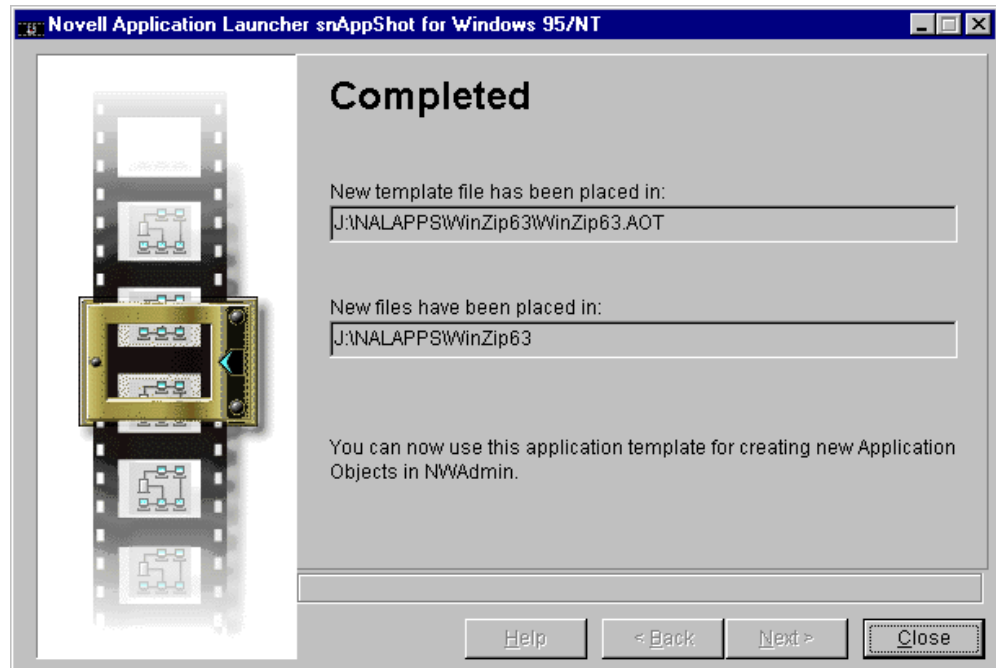 Novell Application Launcher snAppShot for Windows 95/NT
Completed
New template file has been placed in:
J:\NALAPPS\WinZip63\WinZip63.AOT
New files have been placed in:
J:\NALAPPS\WinZip63
You can now use this application template for creating new Application
Objects in NWAdmin.
Help
< Back
Next >
Close